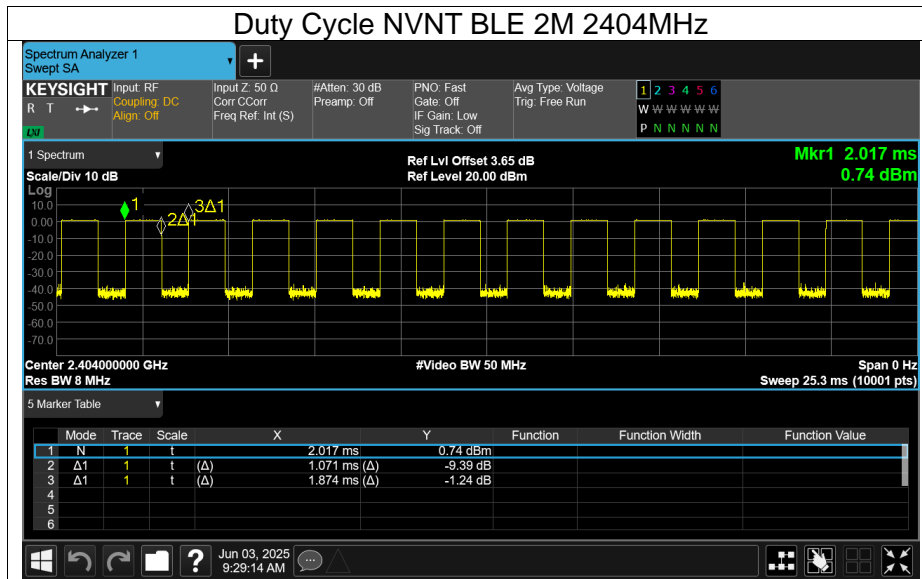 Duty Cycle NVNT BLE 2M 2404MHz
Spectrum Analyzer 1
Swept SA
+
KEYSIGHT Input: RF Input Z: 50 Ω #Atten: 30 dB PNO: Fast Avg Type: Voltage 1 2 3 4 5 6
R T Coupling: DC Corr CCorr Preamp: Off Gate: Off Trig: Free Run W W W W W W
Align: Off Freq Ref: Int (S) IF Gain: Low
LXI Sig Track: Off P N N N N N
1 Spectrum Ref Lvl Offset 3.65 dB Mkr1 2.017 ms
Scale/Div 10 dB Ref Level 20.00 dBm 0.74 dBm
Log
10.0 1 3Δ1
0.00 2Δ1
-10.0
-20.0
-30.0
-40.0
-50.0
-60.0
-70.0
Center 2.404000000 GHz #Video BW 50 MHz Span 0 Hz
Res BW 8 MHz Sweep 25.3 ms (10001 pts)
5 Marker Table
Mode Trace Scale X Y Function Function Width Function Value
1 N 1 t 2.017 ms 0.74 dBm
2 Δ1 1 t (Δ) 1.071 ms (Δ) -9.39 dB
3 Δ1 1 t (Δ) 1.874 ms (Δ) -1.24 dB
4
5
6
? Jun 03, 2025
9:29:14 AM